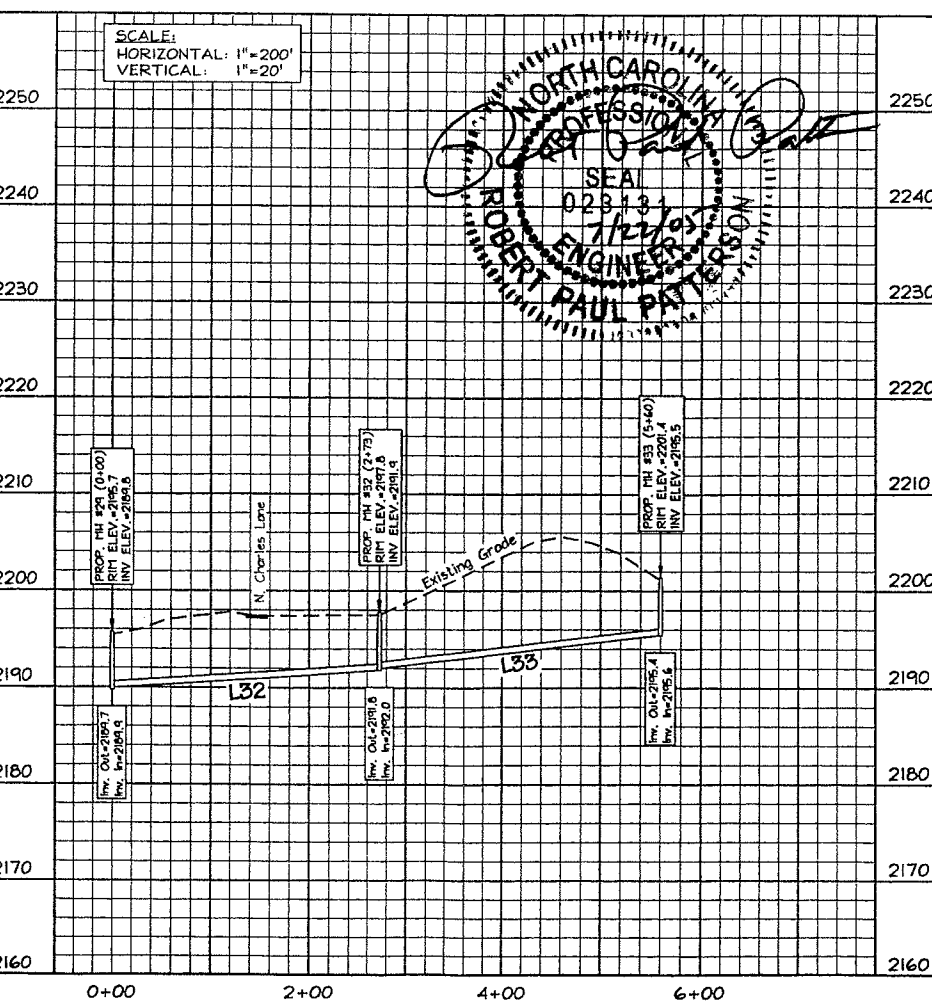 SCALE:
HORIZONTAL: 1"=200'
VERTICAL: 1"=20'
NORTH CAROLINA
PROFESSIONAL
SEAL
023131
7/22/05
ENGINEER
ROBERT PAUL PATTERSON
2250
2250
2240
2240
2230
2230
2220
2220
2210
2210
2200
2200
2190
2190
2180
2180
2170
2170
2160
2160
PROP. MH #29 (0+00)
RIM ELEV.=2195.7
INV ELEV.=2189.8
N. Charles Lane
PROP. MH #32 (2+73)
RIM ELEV.=2197.8
INV ELEV.=2191.9
Existing Grade
PROP. MH #33 (5+60)
RIM ELEV.=2201.4
INV ELEV.=2195.5
L32
L33
Inv. Out=2189.7
Inv. In=2189.9
Inv. Out=2191.8
Inv. In=2192.0
Inv. Out=2195.4
Inv. In=2195.6
0+00
2+00
4+00
6+00